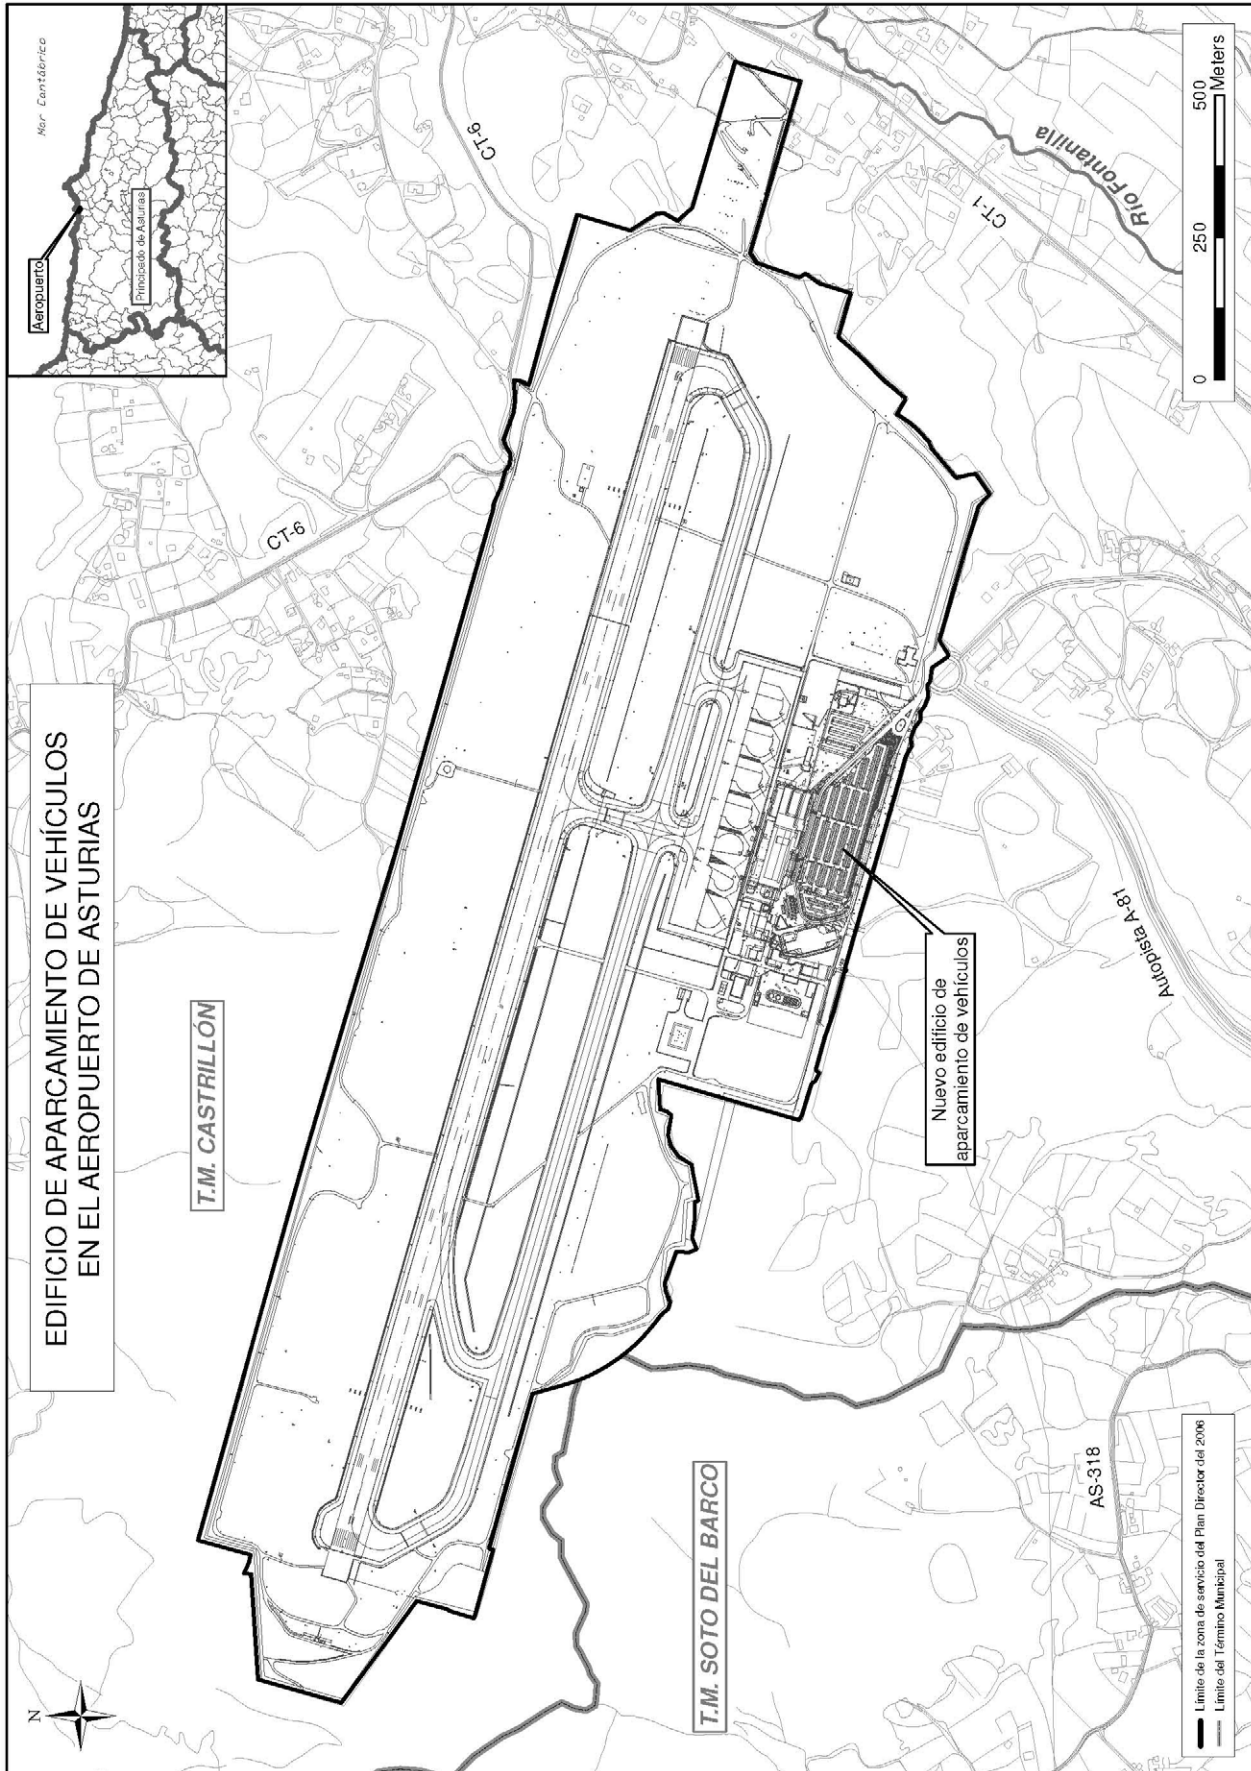 EDIFICIO DE APARCAMIENTO DE VEHÍCULOS
EN EL AEROPUERTO DE ASTURIAS
N
Mar Cantábrico
Aeropuerto
Principado de Asturias
T.M. CASTRILLÓN
CT-6
CT-6
T.M. SOTO DEL BARCO
Nuevo edificio de
aparcamiento de vehículos
Autopista A-81
CT-1
Río Fontanilla
AS-318
Límite de la zona de servicio del Plan Director del 2006
Límite del Término Municipal
0 250 500
Meters